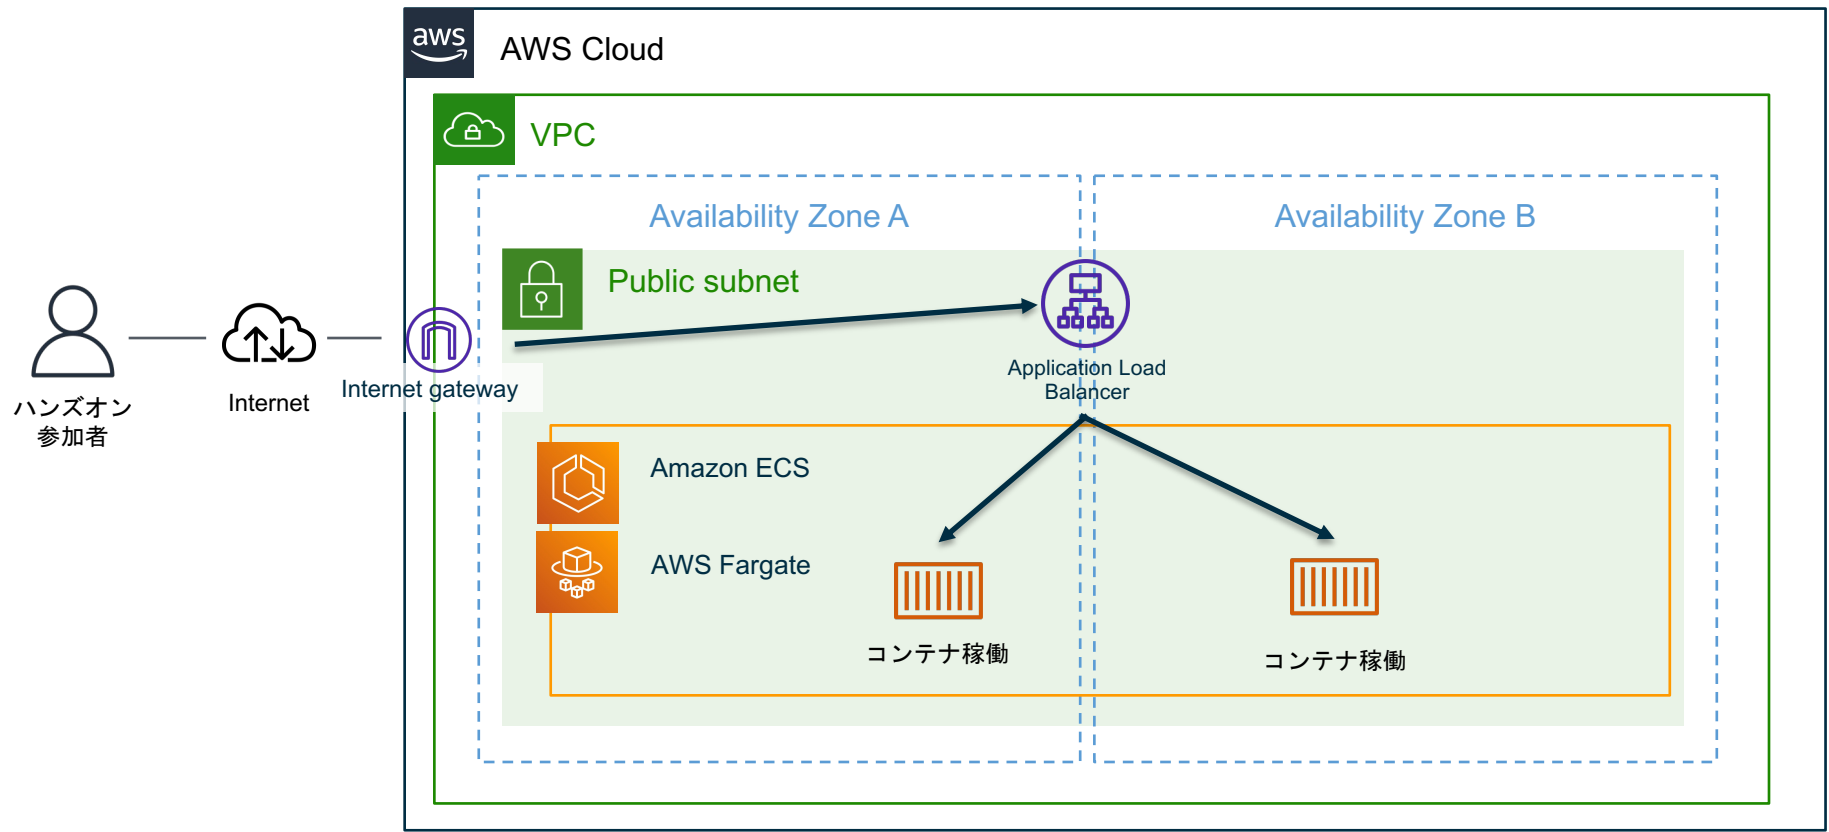 aws
AWS Cloud
VPC
Availability Zone A
Availability Zone B
Public subnet
Application Load
Balancer
ハンズオン
参加者
Internet
Internet gateway
Amazon ECS
AWS Fargate
コンテナ稼働
コンテナ稼働